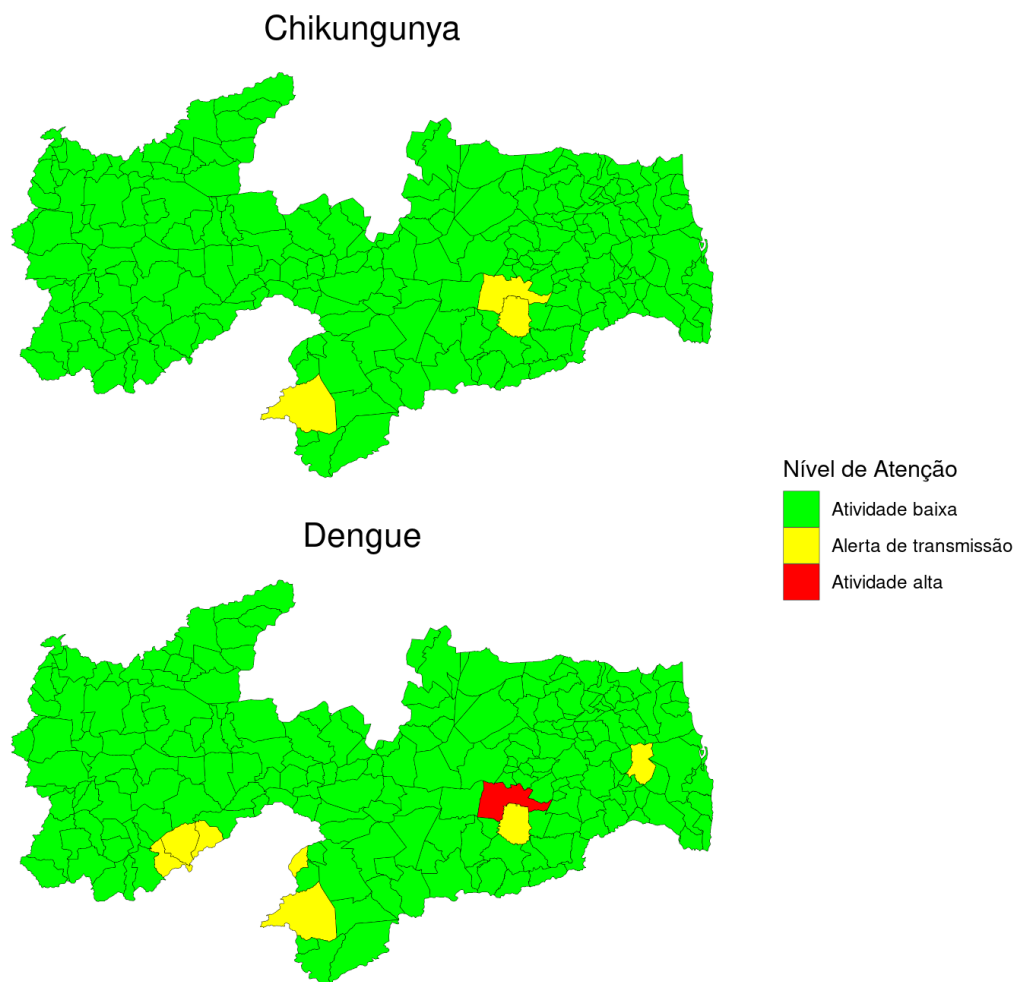 Chikungunya
Nível de Atenção
Atividade baixa
Alerta de transmissão
Atividade alta
Dengue